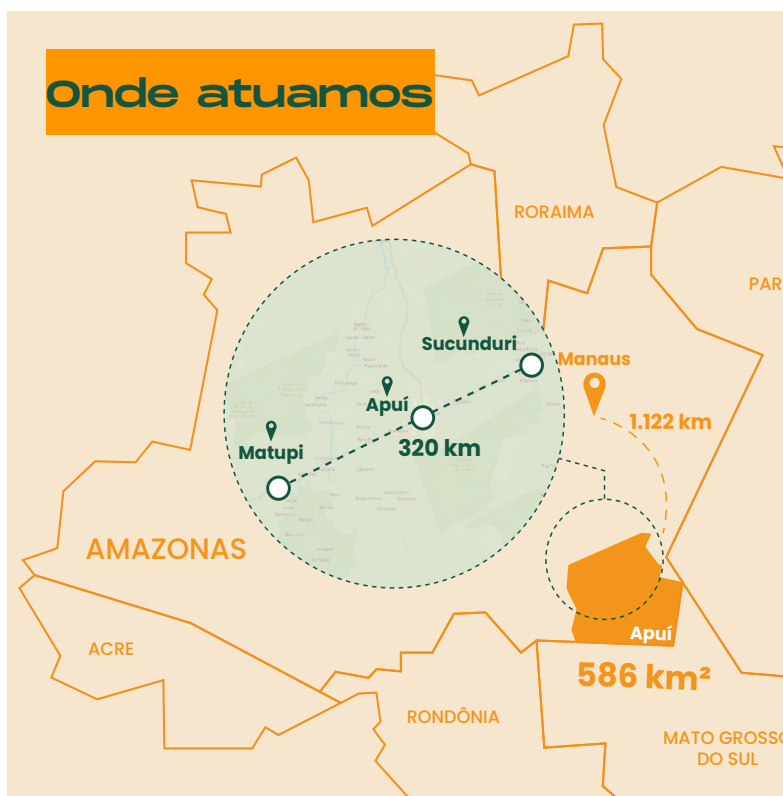 Onde atuamos
RORAIMA
PAR
Sucunduri
Manaus
Apuí
1.122 km
320 km
Matupi
AMAZONAS
Apuí
ACRE
586 km²
RONDÔNIA
MATO GROSSO
DO SUL